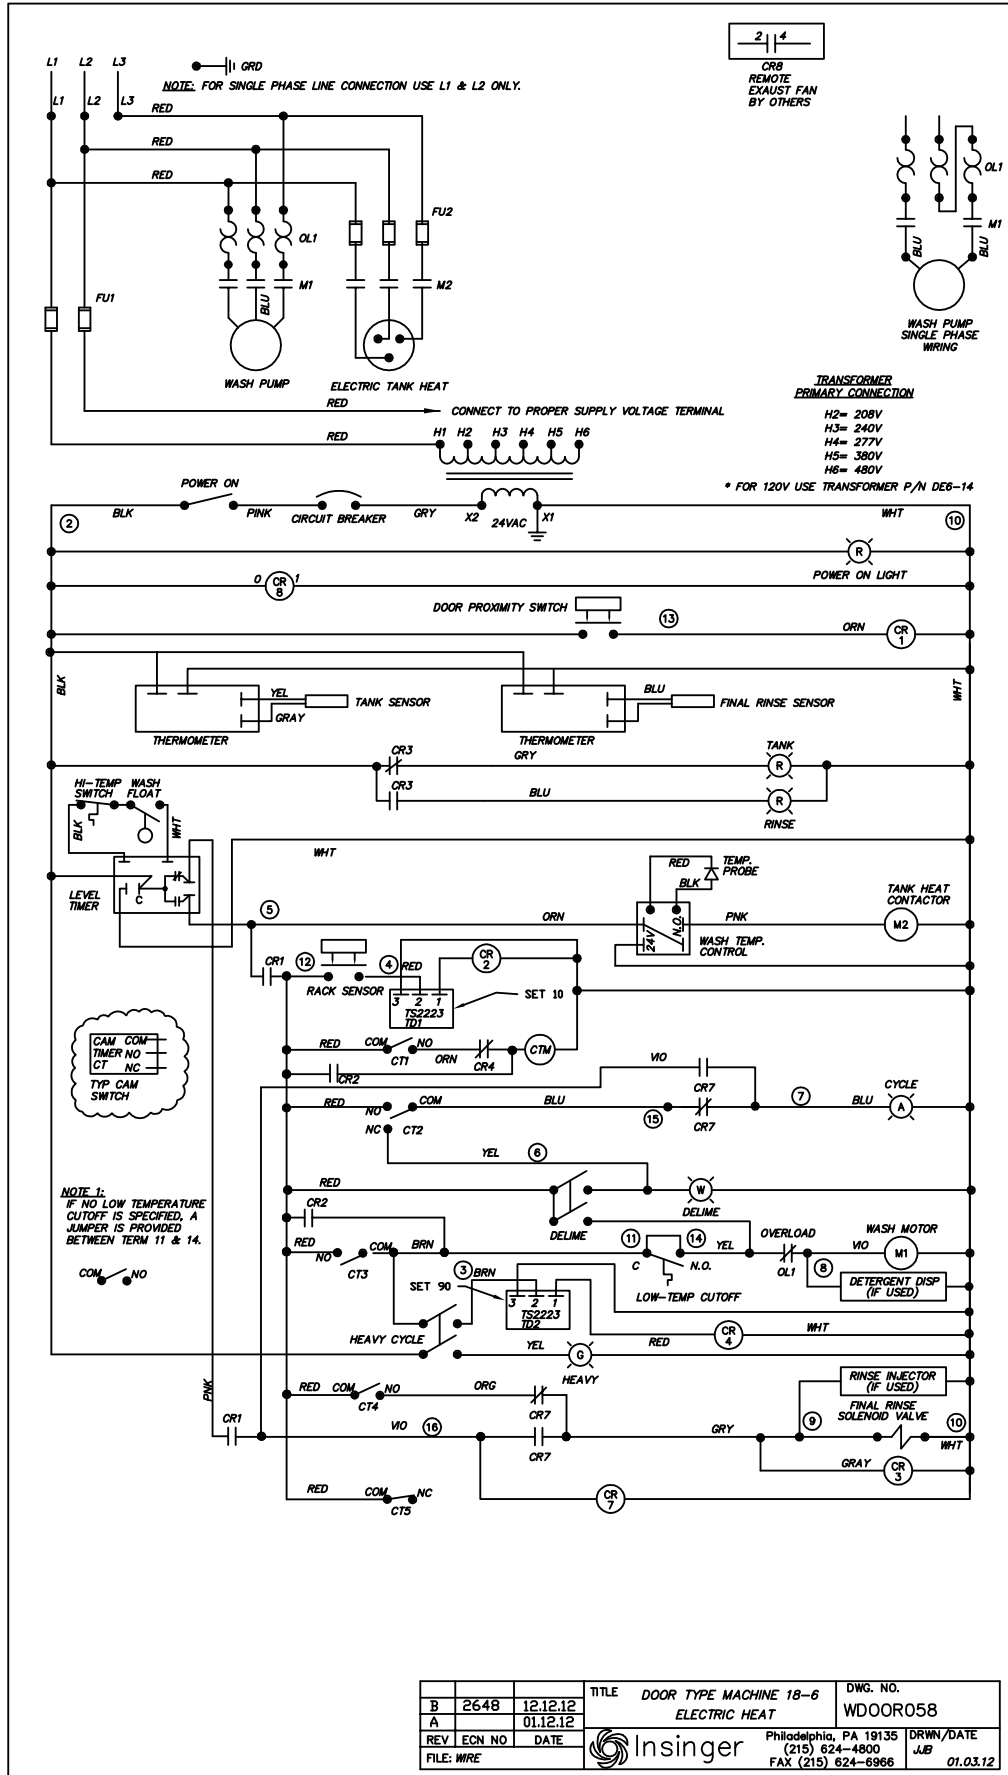 2 4
CR8
REMOTE
EXAUST FAN
BY OTHERS
L1 L2 L3
GRD
NOTE: FOR SINGLE PHASE LINE CONNECTION USE L1 & L2 ONLY.
L1 L2 L3
RED
RED
RED
FU2
OL1
M1 M2
BLU
FU1
WASH PUMP
ELECTRIC TANK HEAT
OL1
M1
BLU BLU
WASH PUMP
SINGLE PHASE
WIRING
RED
CONNECT TO PROPER SUPPLY VOLTAGE TERMINAL
RED
H1 H2 H3 H4 H5 H6
TRANSFORMER
PRIMARY CONNECTION
H2= 208V
H3= 240V
H4= 277V
H5= 380V
H6= 480V
* FOR 120V USE TRANSFORMER P/N DE6-14
POWER ON
2 BLK PINK CIRCUIT BREAKER GRY X2 24VAC X1 WHT 10
R
POWER ON LIGHT
0 CR 8 1
DOOR PROXIMITY SWITCH
13
ORN CR 1
BLK WHT
YEL
TANK SENSOR
GRAY
THERMOMETER
BLU
FINAL RINSE SENSOR
THERMOMETER
CR3 GRY TANK R
CR3 BLU R
RINSE
HI-TEMP SWITCH WASH FLOAT
BLK WHT
WHT
LEVEL
TIMER
C
5 ORN
RED TEMP.
PROBE
BLK
24V N.O.
WASH TEMP.
CONTROL
PNK
TANK HEAT
CONTACTOR
M2
CR1 12 4 RED CR 2
RACK SENSOR
3 2 1
TS2223
TD1
SET 10
CAM COM
TIMER NO
CT NC
TYP CAM
SWITCH
RED COM NO
CT1 ORN CR4 CTM
CR2
VIO
CR7
RED NO COM BLU 15 CR7 7 BLU CYCLE A
NC CT2
YEL 6
RED W
DELIME
DELIME
NOTE 1:
IF NO LOW TEMPERATURE
CUTOFF IS SPECIFIED, A
JUMPER IS PROVIDED
BETWEEN TERM 11 & 14.
COM NO
CR2
RED NO COM BRN
CT3
11 14 YEL
C N.O.
LOW-TEMP CUTOFF
OVERLOAD
OL1
8 VIO
WASH MOTOR
M1
DETERGENT DISP
(IF USED)
SET 90 3 BRN
3 2 1
TS2223
TD2
HEAVY CYCLE
RED CR 4 WHT
YEL G
HEAVY
PNK
RED COM NO ORG
CT4 CR7
RINSE INJECTOR
(IF USED)
FINAL RINSE
SOLENOID VALVE
CR1 VIO 16 CR7 GRY 9 10
WHT
GRAY CR 3
RED COM NC
CT5
CR 7
B 2648 12.12.12
A 01.12.12
REV ECN NO DATE
FILE: WIRE
TITLE DOOR TYPE MACHINE 18-6
ELECTRIC HEAT
DWG. NO.
WDOOR058
Insinger
Philadelphia, PA 19135
(215) 624-4800
FAX (215) 624-6966
DRWN/DATE
JJB
01.03.12